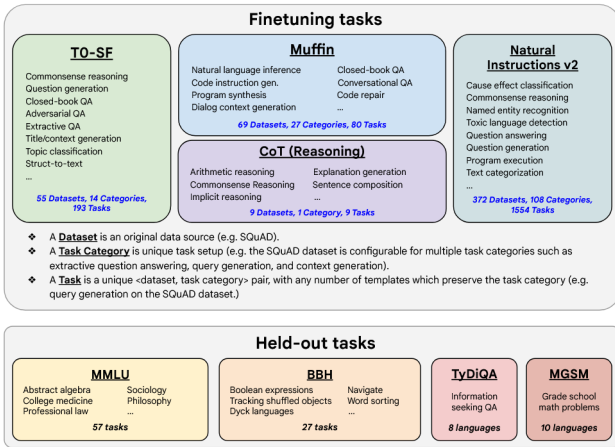 Finetuning tasks
TO-SF
Commonsense reasoning
Question generation
Closed-book QA
Adversarial QA
Extractive QA
Title/context generation
Topic classification
Struct-to-text
...
55 Datasets, 14 Categories,
193 Tasks
Muffin
Natural language inference
Code instruction gen.
Program synthesis
Dialog context generation
Closed-book QA
Conversational QA
Code repair
...
69 Datasets, 27 Categories, 80 Tasks
CoT (Reasoning)
Arithmetic reasoning
Commonsense Reasoning
Implicit reasoning
Explanation generation
Sentence composition
...
9 Datasets, 1 Category, 9 Tasks
Natural
Instructions v2
Cause effect classification
Commonsense reasoning
Named entity recognition
Toxic language detection
Question answering
Question generation
Program execution
Text categorization
...
372 Datasets, 108 Categories,
1554 Tasks
❖ A Dataset is an original data source (e.g. SQuAD).
❖ A Task Category is unique task setup (e.g. the SQuAD dataset is configurable for multiple task categories such as
extractive question answering, query generation, and context generation).
❖ A Task is a unique <dataset, task category> pair, with any number of templates which preserve the task category (e.g.
query generation on the SQuAD dataset.)
Held-out tasks
MMLU
Abstract algebra
College medicine
Professional law
Sociology
Philosophy
...
57 tasks
BBH
Boolean expressions
Tracking shuffled objects
Dyck languages
Navigate
Word sorting
...
27 tasks
TyDiQA
Information
seeking QA
8 languages
MGSM
Grade school
math problems
10 languages